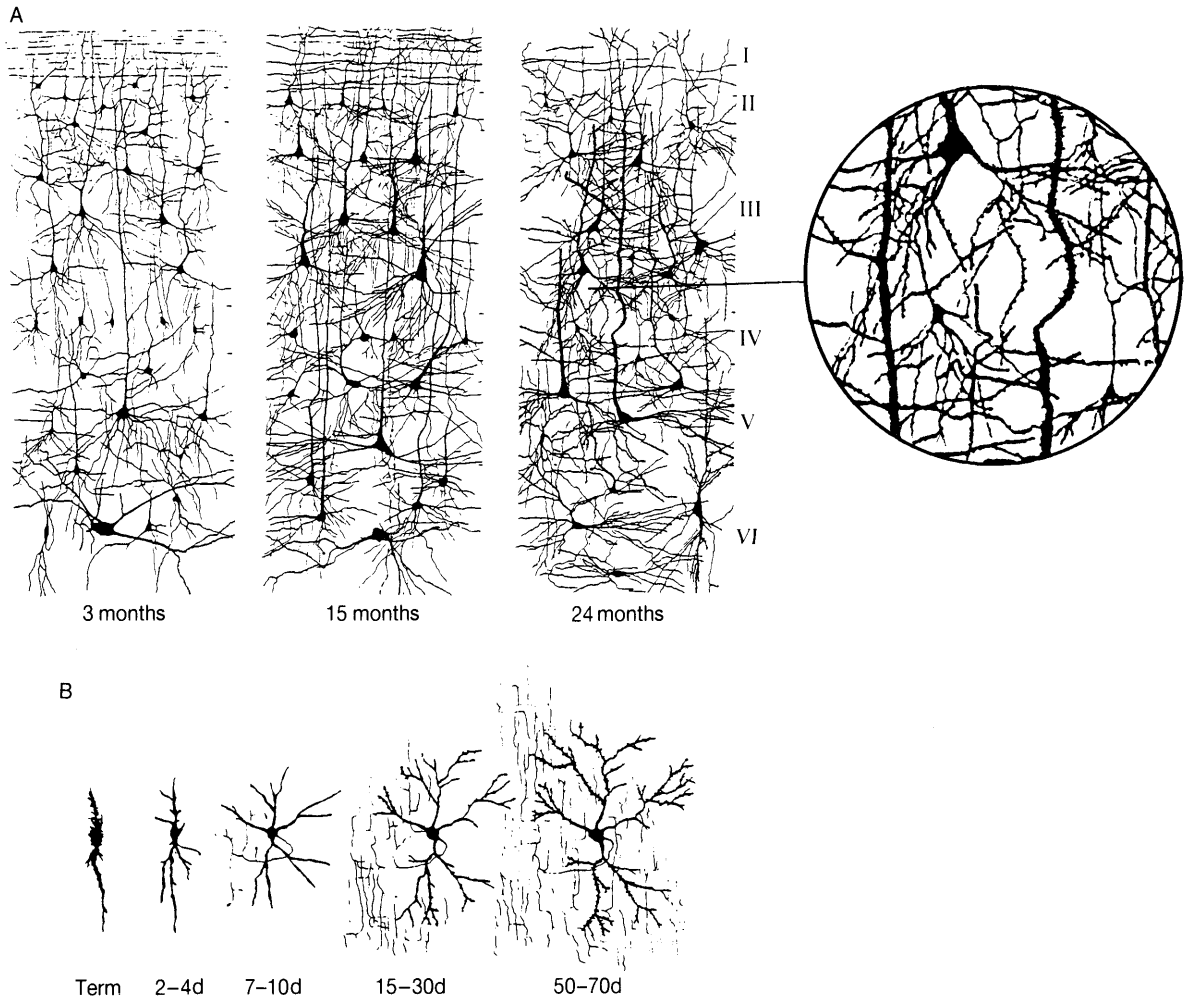 A
I
II
III
IV
V
VI
3 months 15 months 24 months
B
Term 2–4d 7–10d 15–30d 50–70d